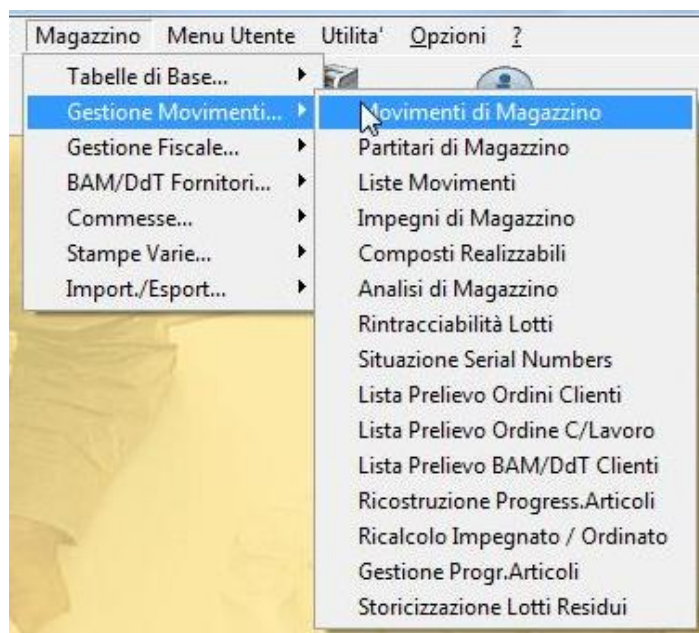 Magazzino Menu Utente Utilita' Opzioni ?
Tabelle di Base...
Gestione Movimenti...
Gestione Fiscale...
BAM/DdT Fornitori...
Commesse...
Stampe Varie...
Import./Esport...
Movimenti di Magazzino
Partitari di Magazzino
Liste Movimenti
Impegni di Magazzino
Composti Realizzabili
Analisi di Magazzino
Rintracciabilità Lotti
Situazione Serial Numbers
Lista Prelievo Ordini Clienti
Lista Prelievo Ordine C/Lavoro
Lista Prelievo BAM/DdT Clienti
Ricostruzione Progress.Articoli
Ricalcolo Impegnato / Ordinato
Gestione Progr.Articoli
Storicizzazione Lotti Residui